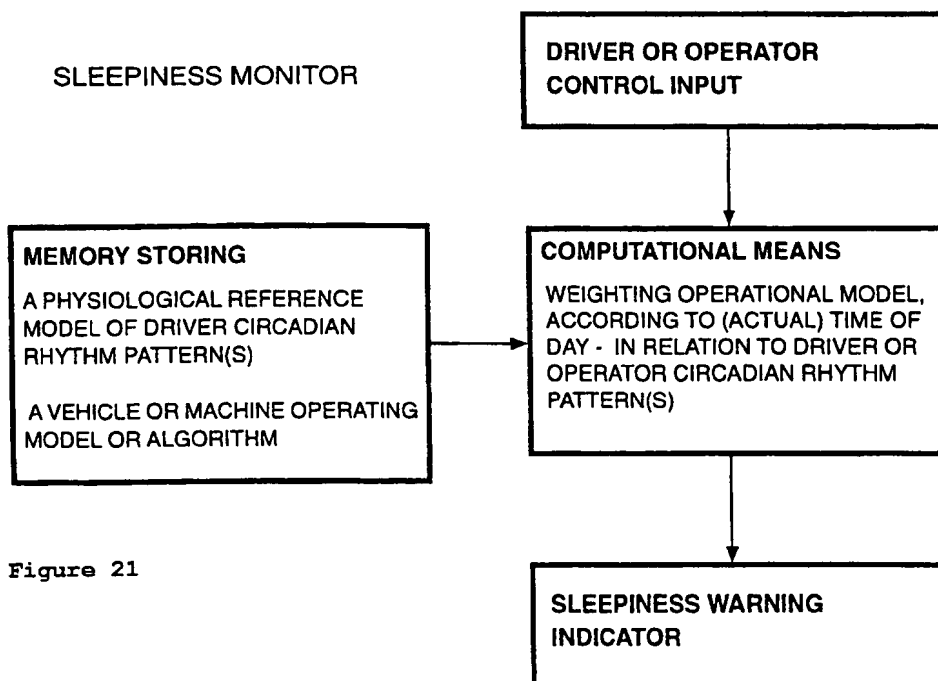 SLEEPINESS MONITOR
DRIVER OR OPERATOR
CONTROL INPUT
MEMORY STORING
A PHYSIOLOGICAL REFERENCE
MODEL OF DRIVER CIRCADIAN
RHYTHM PATTERN(S)
A VEHICLE OR MACHINE OPERATING
MODEL OR ALGORITHM
COMPUTATIONAL MEANS
WEIGHTING OPERATIONAL MODEL,
ACCORDING TO (ACTUAL) TIME OF
DAY - IN RELATION TO DRIVER OR
OPERATOR CIRCADIAN RHYTHM
PATTERN(S)
Figure 21
SLEEPINESS WARNING
INDICATOR